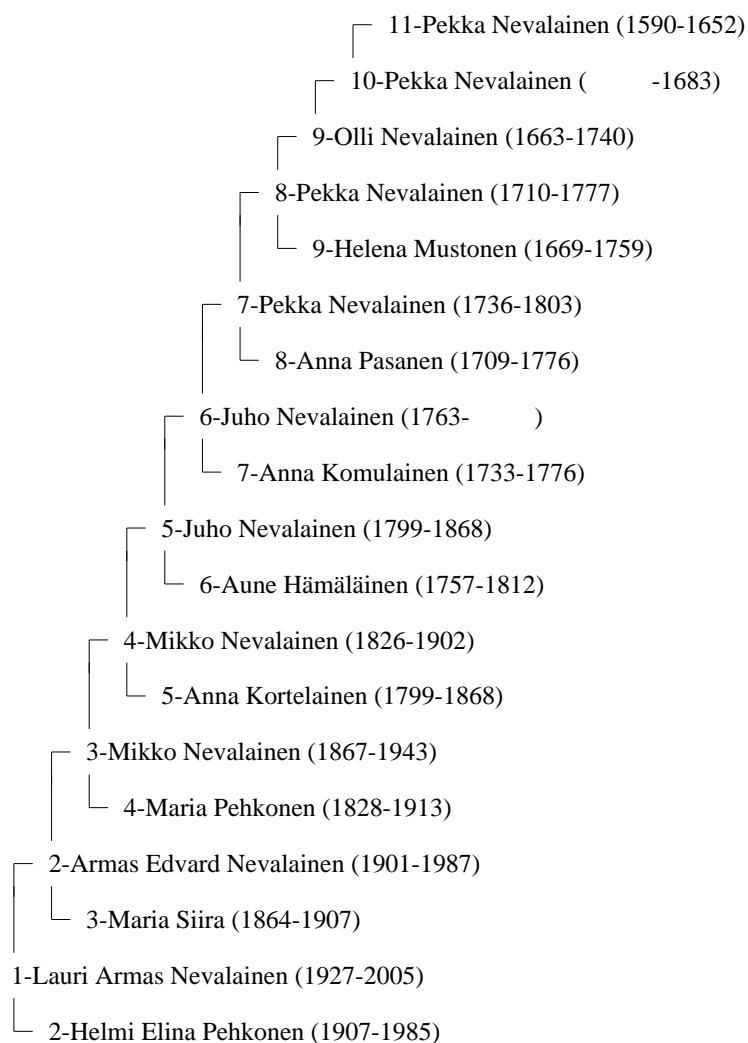 11-Pekka Nevalainen (1590-1652)
10-Pekka Nevalainen (        -1683)
9-Olli Nevalainen (1663-1740)
8-Pekka Nevalainen (1710-1777)
9-Helena Mustonen (1669-1759)
7-Pekka Nevalainen (1736-1803)
8-Anna Pasanen (1709-1776)
6-Juho Nevalainen (1763-        )
7-Anna Komulainen (1733-1776)
5-Juho Nevalainen (1799-1868)
6-Aune Hämäläinen (1757-1812)
4-Mikko Nevalainen (1826-1902)
5-Anna Kortelainen (1799-1868)
3-Mikko Nevalainen (1867-1943)
4-Maria Pehkonen (1828-1913)
2-Armas Edvard Nevalainen (1901-1987)
3-Maria Siira (1864-1907)
1-Lauri Armas Nevalainen (1927-2005)
2-Helmi Elina Pehkonen (1907-1985)